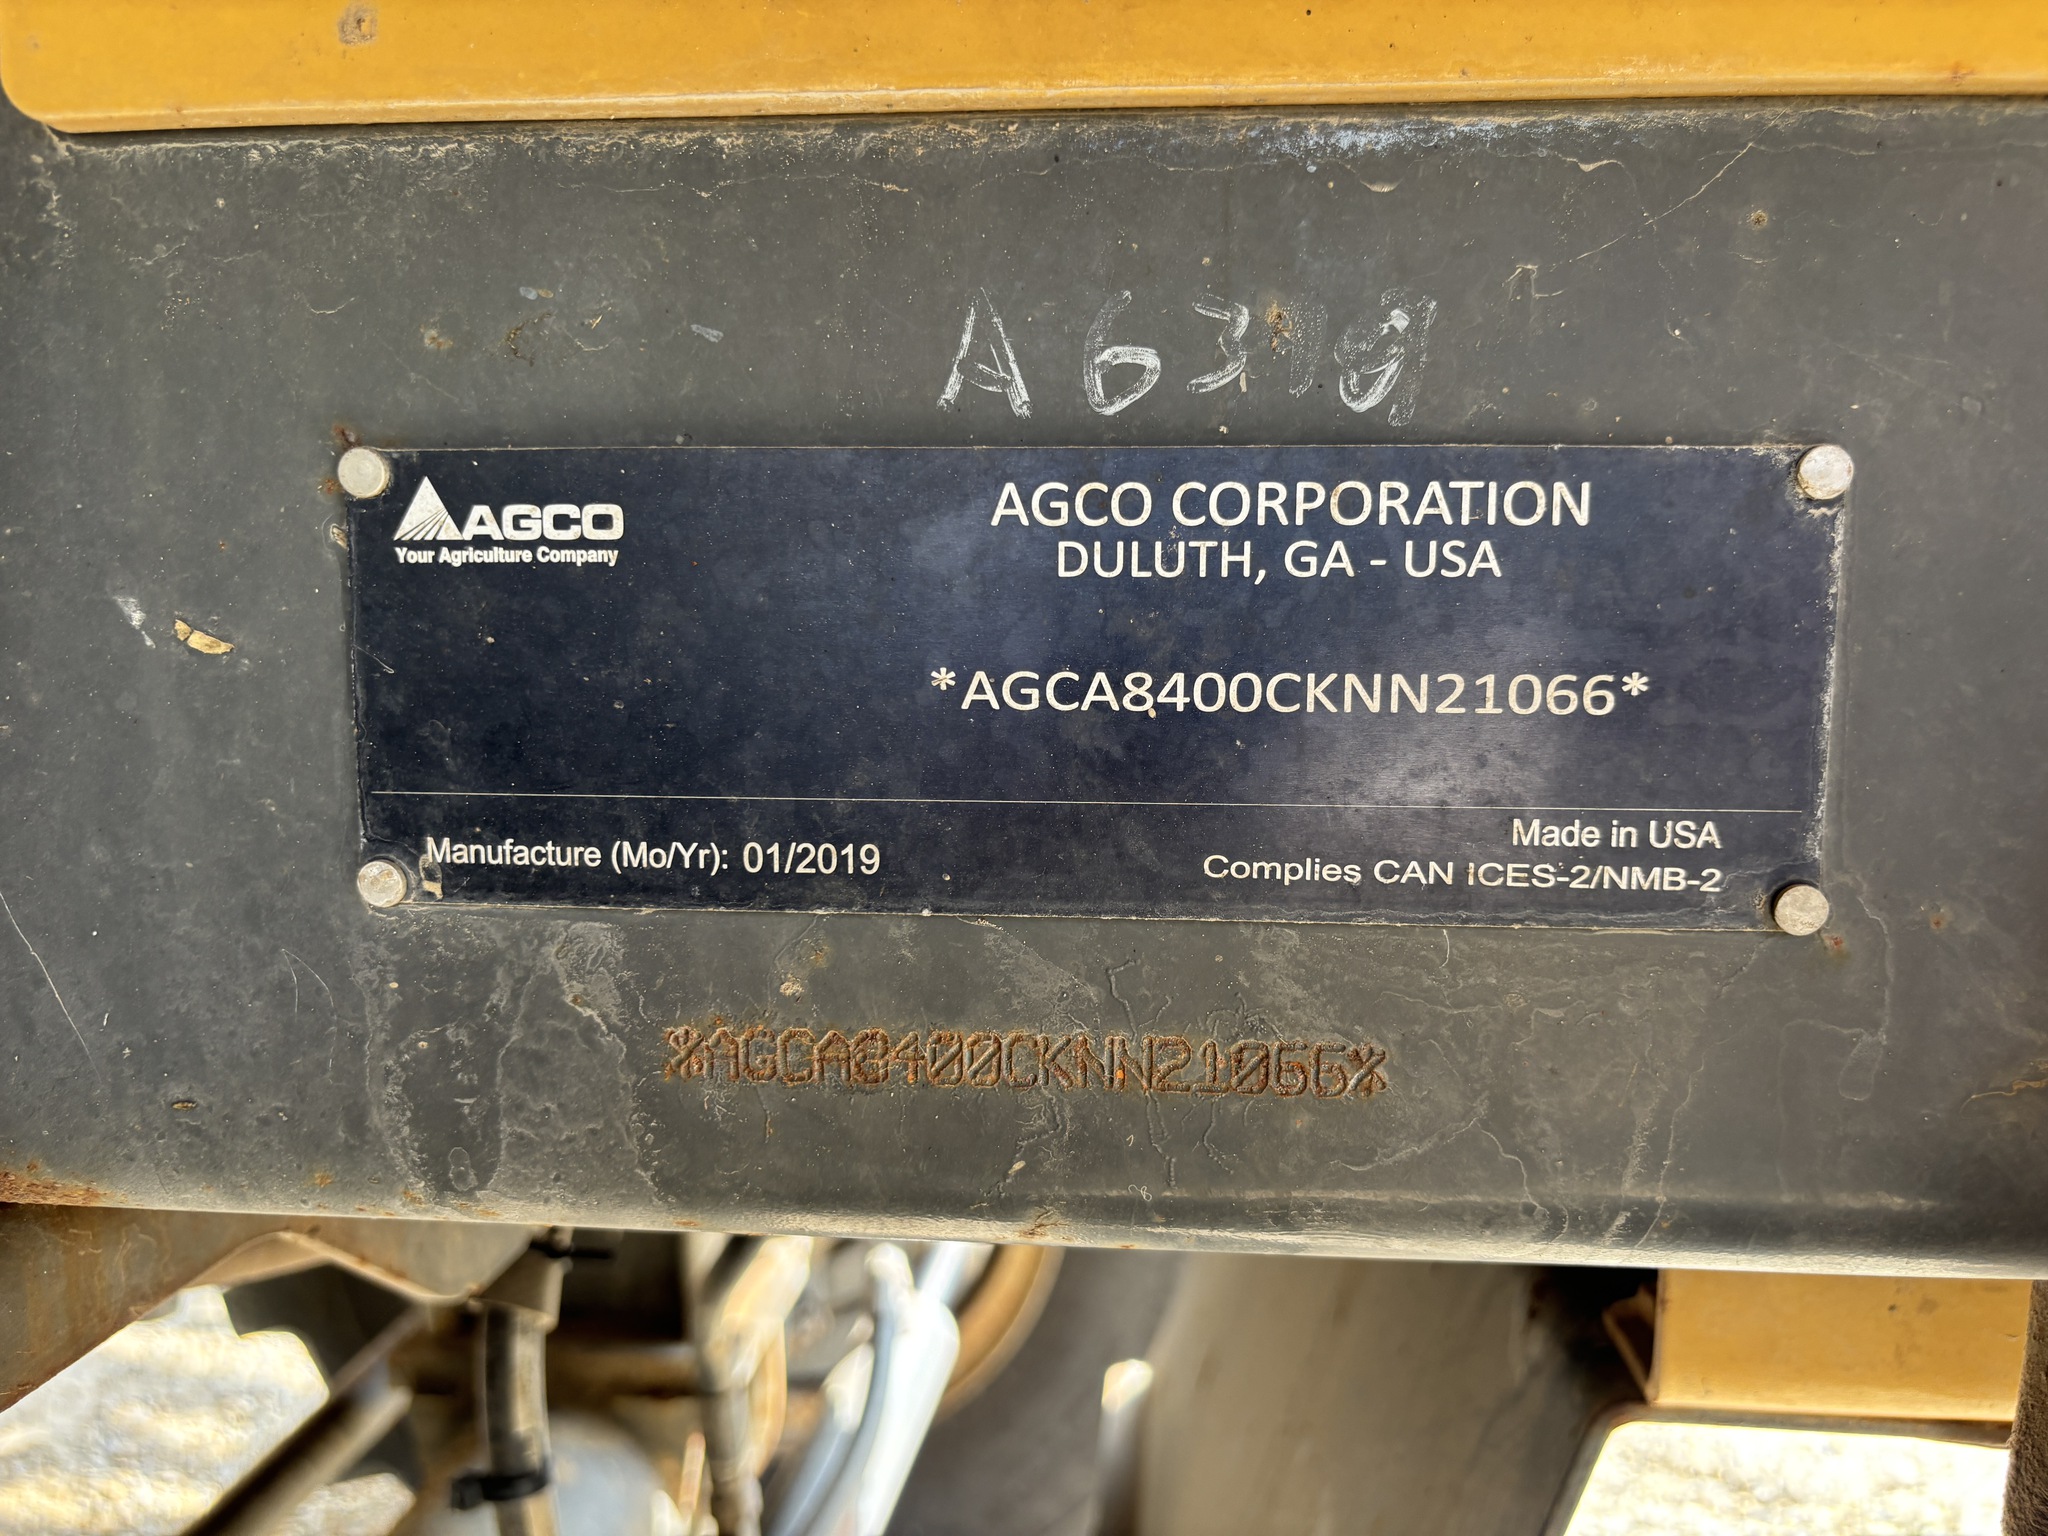 A 6319
AGCO
Your Agriculture Company
AGCO CORPORATION
DULUTH, GA - USA
*AGCA8400CKNN21066*
Manufacture (Mo/Yr): 01/2019
Made in USA
Complies CAN ICES-2/NMB-2
*AGCA8400CKNN21066*